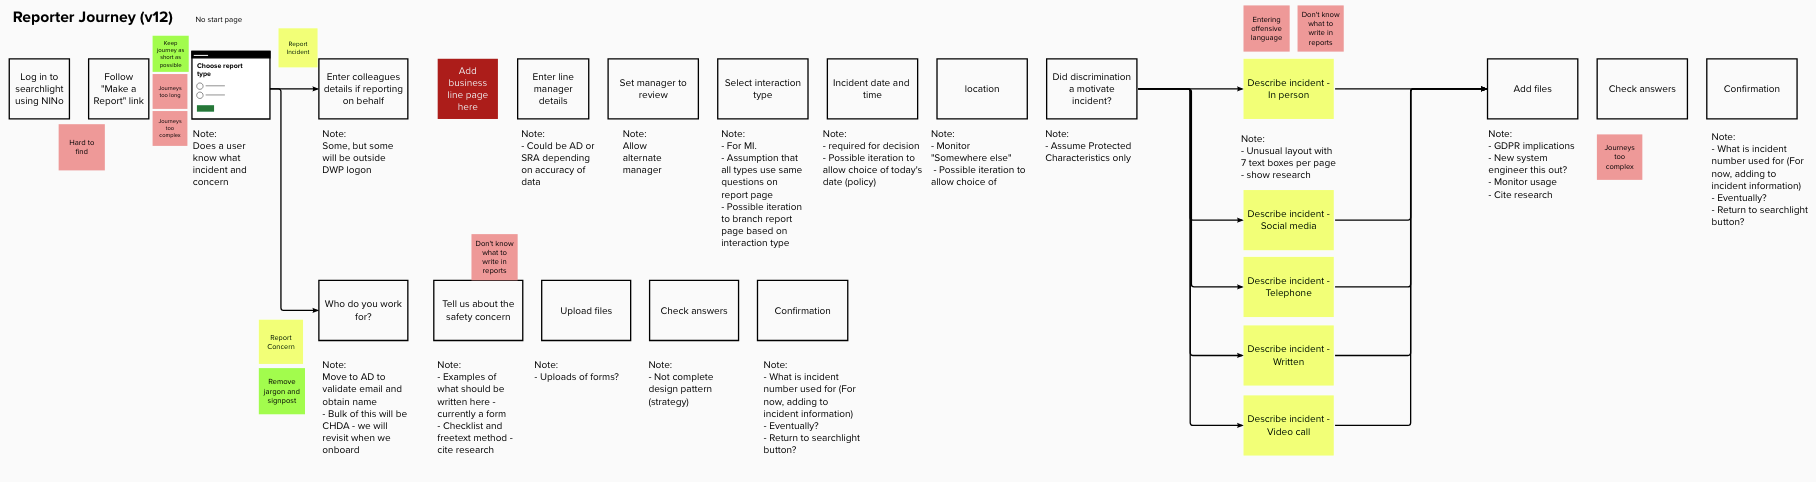 Reporter Journey (v12)
No start page
Log in to
searchlight
using NINo
Follow
"Make a
Report" link
Hard to
find
Keep
journey as
short as
possible
Journeys
too long
Journeys
too
complex
Choose report
type
Note:
Does a user
know what
incident and
concern
Report
Incident
Enter colleagues
details if reporting
on behalf
Note:
Some, but some
will be outside
DWP logon
Add
business
line page
here
Enter line
manager
details
Note:
- Could be AD or
SRA depending
on accuracy of
data
Set manager to
review
Note:
Allow
alternate
manager
Select interaction
type
Note:
- For MI.
- Assumption that
all types use same
questions on
report page
- Possible iteration
to branch report
page based on
interaction type
Incident date and
time
Note:
- required for decision
- Possible iteration to
allow choice of today's
date (policy)
location
Note:
- Monitor
"Somewhere else"
- Possible iteration to
allow choice of
Did discrimination
a motivate
incident?
Note:
- Assume Protected
Characteristics only
Entering
offensive
language
Don't know
what to
write in
reports
Describe incident -
In person
Note:
- Unusual layout with
7 text boxes per page
- show research
Describe incident -
Social media
Describe incident -
Telephone
Describe incident -
Written
Describe incident -
Video call
Add files
Note:
- GDPR implications
- New system
engineer this out?
- Monitor usage
- Cite research
Check answers
Journeys
too
complex
Confirmation
Note:
- What is incident
number used for (For
now, adding to
incident information)
- Eventually?
- Return to searchlight
button?
Report
Concern
Remove
jargon and
signpost
Who do you work
for?
Note:
Move to AD to
validate email and
obtain name
- Bulk of this will be
CHDA - we will
revisit when we
onboard
Don't know
what to
write in
reports
Tell us about the
safety concern
Note:
- Examples of
what should be
written here -
currently a form
- Checklist and
freetext method -
cite research
Upload files
Note:
- Uploads of forms?
Check answers
Note:
- Not complete
design pattern
(strategy)
Confirmation
Note:
- What is incident
number used for (For
now, adding to
incident information)
- Eventually?
- Return to searchlight
button?